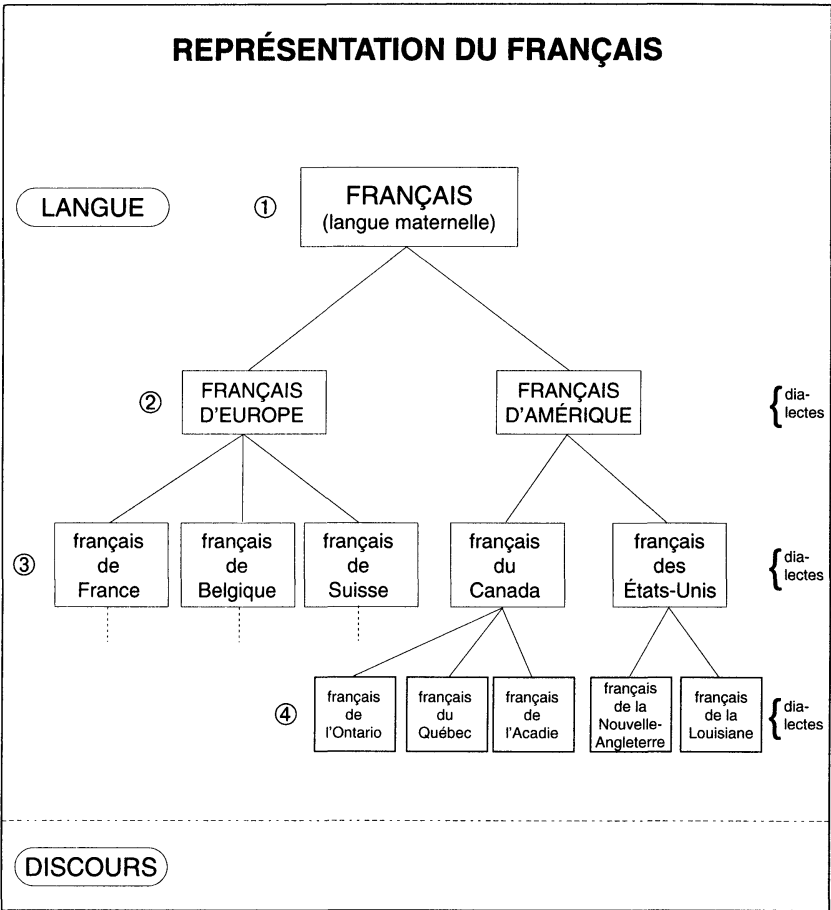 REPRÉSENTATION DU FRANÇAIS
LANGUE
①
FRANÇAIS
(langue maternelle)
②
FRANÇAIS
D'EUROPE
FRANÇAIS
D'AMÉRIQUE
{ dia-
lectes
③
français
de
France
français
de
Belgique
français
de
Suisse
français
du
Canada
français
des
États-Unis
{ dia-
lectes
④
français
de
l'Ontario
français
du
Québec
français
de
l'Acadie
français
de la
Nouvelle-
Angleterre
français
de la
Louisiane
{ dia-
lectes
DISCOURS